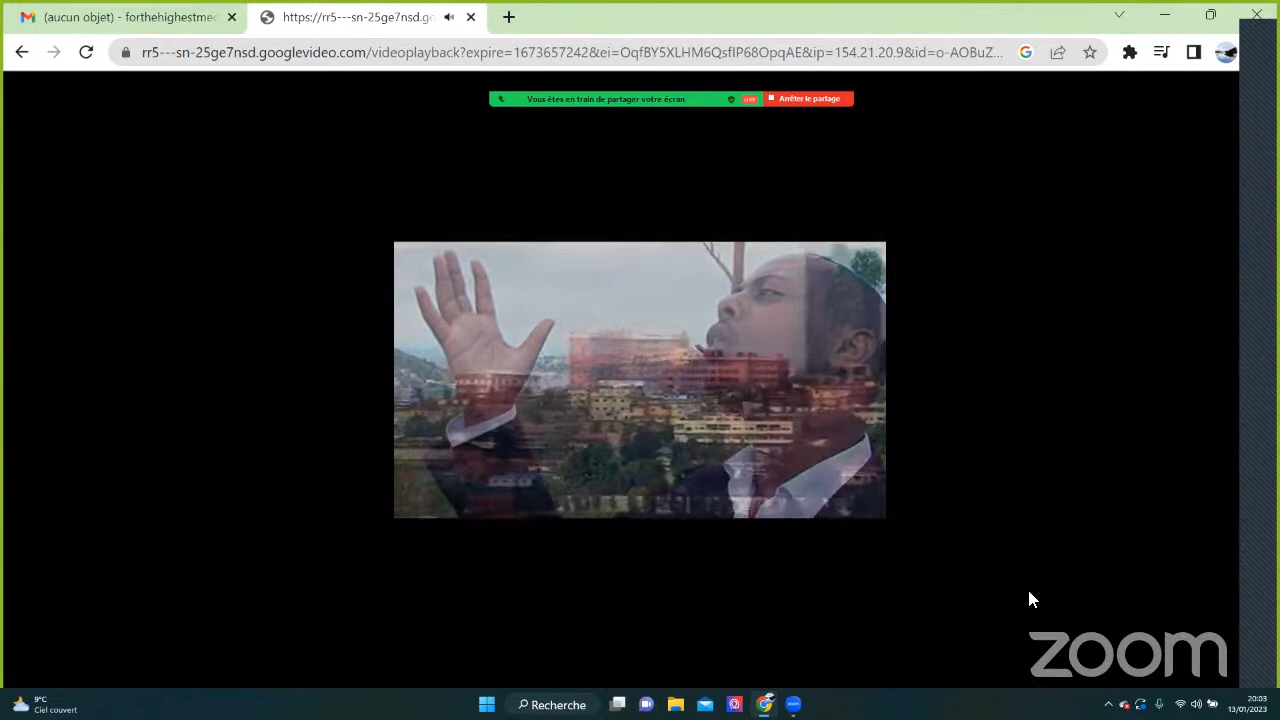 (aucun objet) - forthehighestmed
https://rr5---sn-25ge7nsd.go
rr5---sn-25ge7nsd.googlevideo.com/videoplayback?expire=1673657242&ei=OqfBY5XLHM6QsfIP68OpqAE&ip=154.21.20.9&id=o-AOBuZ...
Vous êtes en train de partager votre écran
LIVE
Arrêter le partage
zoom
9°C
Ciel couvert
Recherche
20:03
13/01/2023